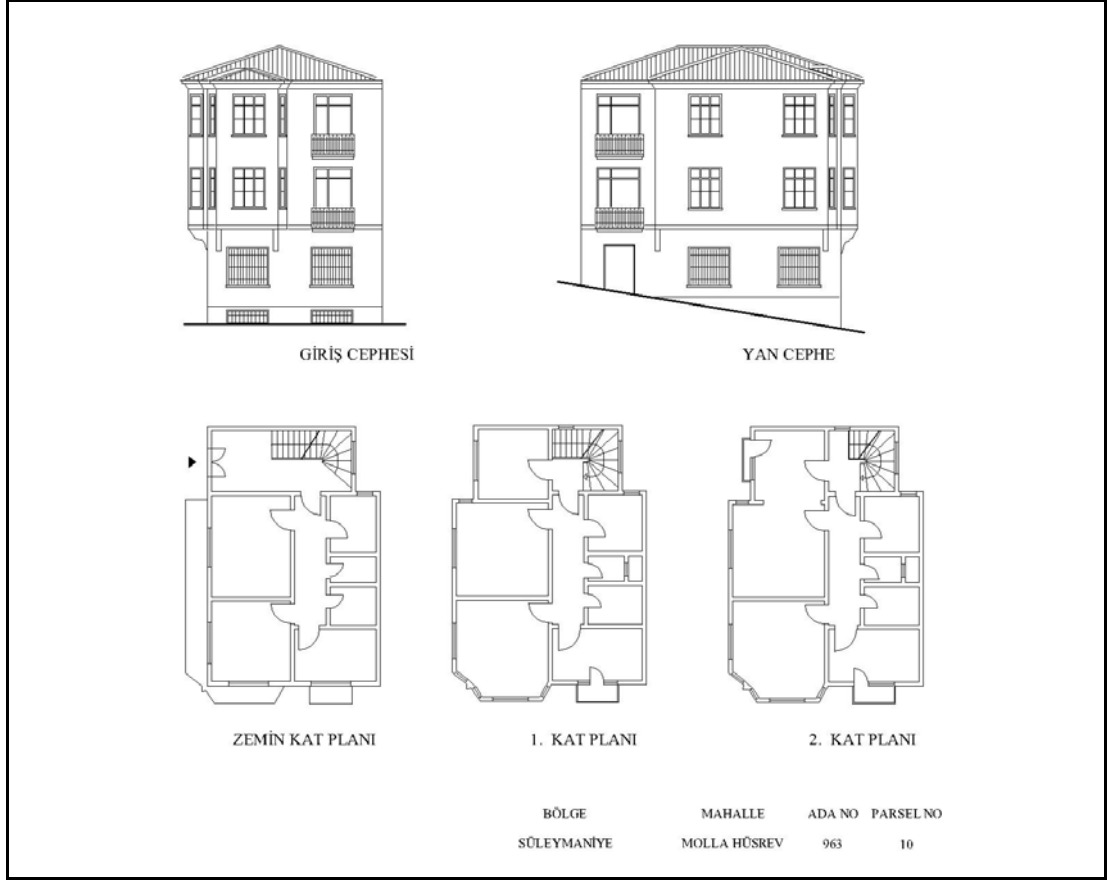 GİRİŞ CEPHESİ
YAN CEPHE
ZEMİN KAT PLANI
1. KAT PLANI
2. KAT PLANI
BÖLGE MAHALLE ADA NO PARSEL NO
SÜLEYMANİYE MOLLA HÜSREV 963 10